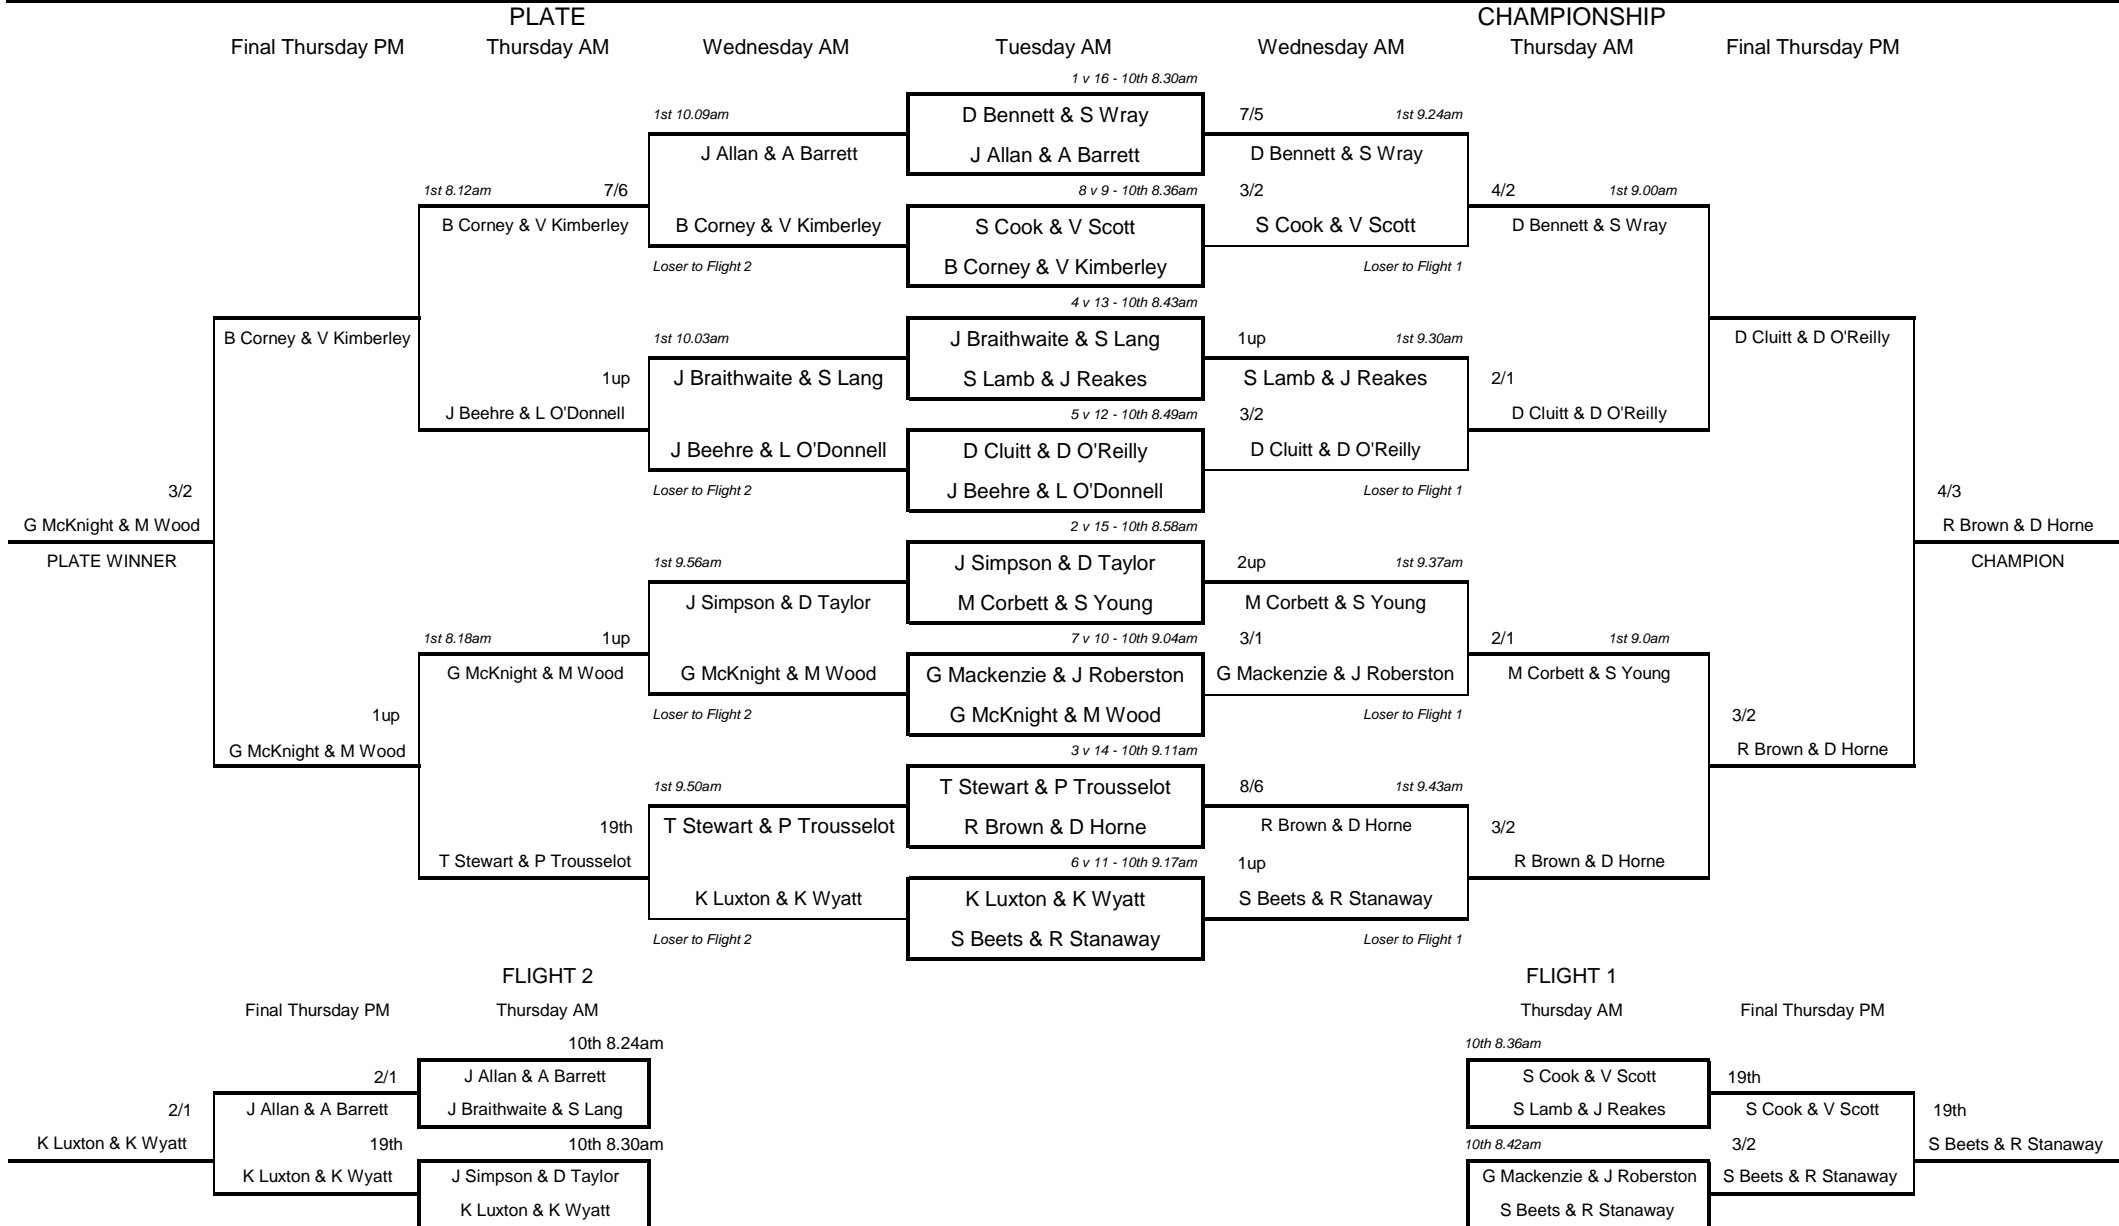 PLATE CHAMPIONSHIP
Final Thursday PM Thursday AM Wednesday AM Tuesday AM Wednesday AM Thursday AM Final Thursday PM
1 v 16 - 10th 8.30am
1st 10.09am D Bennett & S Wray 7/5 1st 9.24am
J Allan & A Barrett J Allan & A Barrett D Bennett & S Wray
1st 8.12am 7/6 8 v 9 - 10th 8.36am 3/2 4/2 1st 9.00am
B Corney & V Kimberley B Corney & V Kimberley S Cook & V Scott S Cook & V Scott D Bennett & S Wray
Loser to Flight 2 B Corney & V Kimberley Loser to Flight 1
4 v 13 - 10th 8.43am
B Corney & V Kimberley 1st 10.03am J Braithwaite & S Lang 1up 1st 9.30am D Cluitt & D O'Reilly
1up J Braithwaite & S Lang S Lamb & J Reakes S Lamb & J Reakes 2/1
J Beehre & L O'Donnell 5 v 12 - 10th 8.49am 3/2 D Cluitt & D O'Reilly
J Beehre & L O'Donnell D Cluitt & D O'Reilly D Cluitt & D O'Reilly
3/2 Loser to Flight 2 J Beehre & L O'Donnell Loser to Flight 1 4/3
G McKnight & M Wood 2 v 15 - 10th 8.58am R Brown & D Horne
PLATE WINNER 1st 9.56am J Simpson & D Taylor 2up 1st 9.37am CHAMPION
J Simpson & D Taylor M Corbett & S Young M Corbett & S Young
1st 8.18am 1up 7 v 10 - 10th 9.04am 3/1 2/1 1st 9.0am
G McKnight & M Wood G McKnight & M Wood G Mackenzie & J Roberston G Mackenzie & J Roberston M Corbett & S Young
1up Loser to Flight 2 G McKnight & M Wood Loser to Flight 1 3/2
G McKnight & M Wood 3 v 14 - 10th 9.11am R Brown & D Horne
1st 9.50am T Stewart & P Trousselot 8/6 1st 9.43am
19th T Stewart & P Trousselot R Brown & D Horne R Brown & D Horne 3/2
T Stewart & P Trousselot 6 v 11 - 10th 9.17am 1up R Brown & D Horne
K Luxton & K Wyatt K Luxton & K Wyatt S Beets & R Stanaway
Loser to Flight 2 S Beets & R Stanaway Loser to Flight 1
FLIGHT 2 FLIGHT 1
Final Thursday PM Thursday AM Thursday AM Final Thursday PM
10th 8.24am 10th 8.36am
2/1 J Allan & A Barrett S Cook & V Scott 19th
2/1 J Allan & A Barrett J Braithwaite & S Lang S Lamb & J Reakes S Cook & V Scott 19th
K Luxton & K Wyatt 19th 10th 8.30am 10th 8.42am 3/2 S Beets & R Stanaway
K Luxton & K Wyatt J Simpson & D Taylor G Mackenzie & J Roberston S Beets & R Stanaway
K Luxton & K Wyatt S Beets & R Stanaway